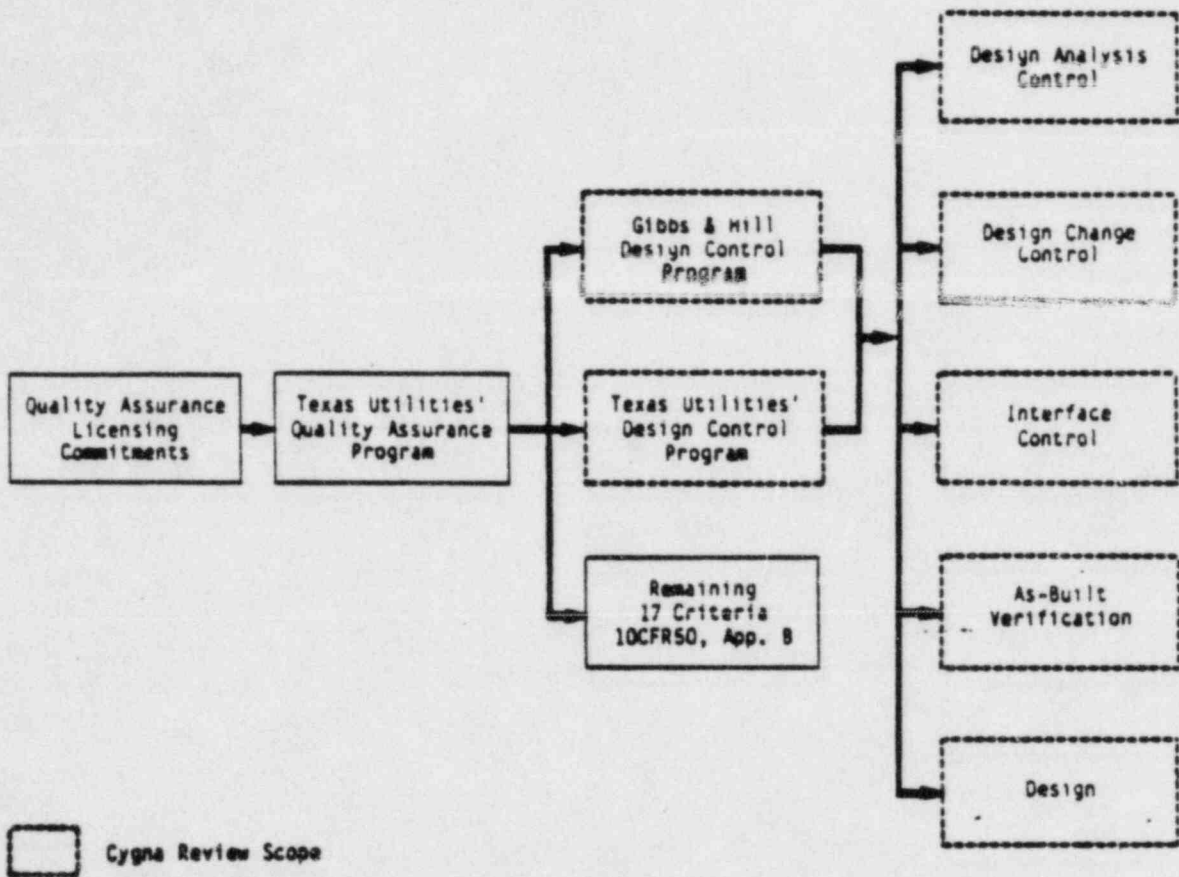 Quality Assurance
Licensing
Commitments
Texas Utilities'
Quality Assurance
Program
Gibbs & Hill
Design Control
Program
Texas Utilities'
Design Control
Program
Remaining
17 Criteria
10CFR50, App. B
Design Analysis
Control
Design Change
Control
Interface
Control
As-Built
Verification
Design
Cygna Review Scope